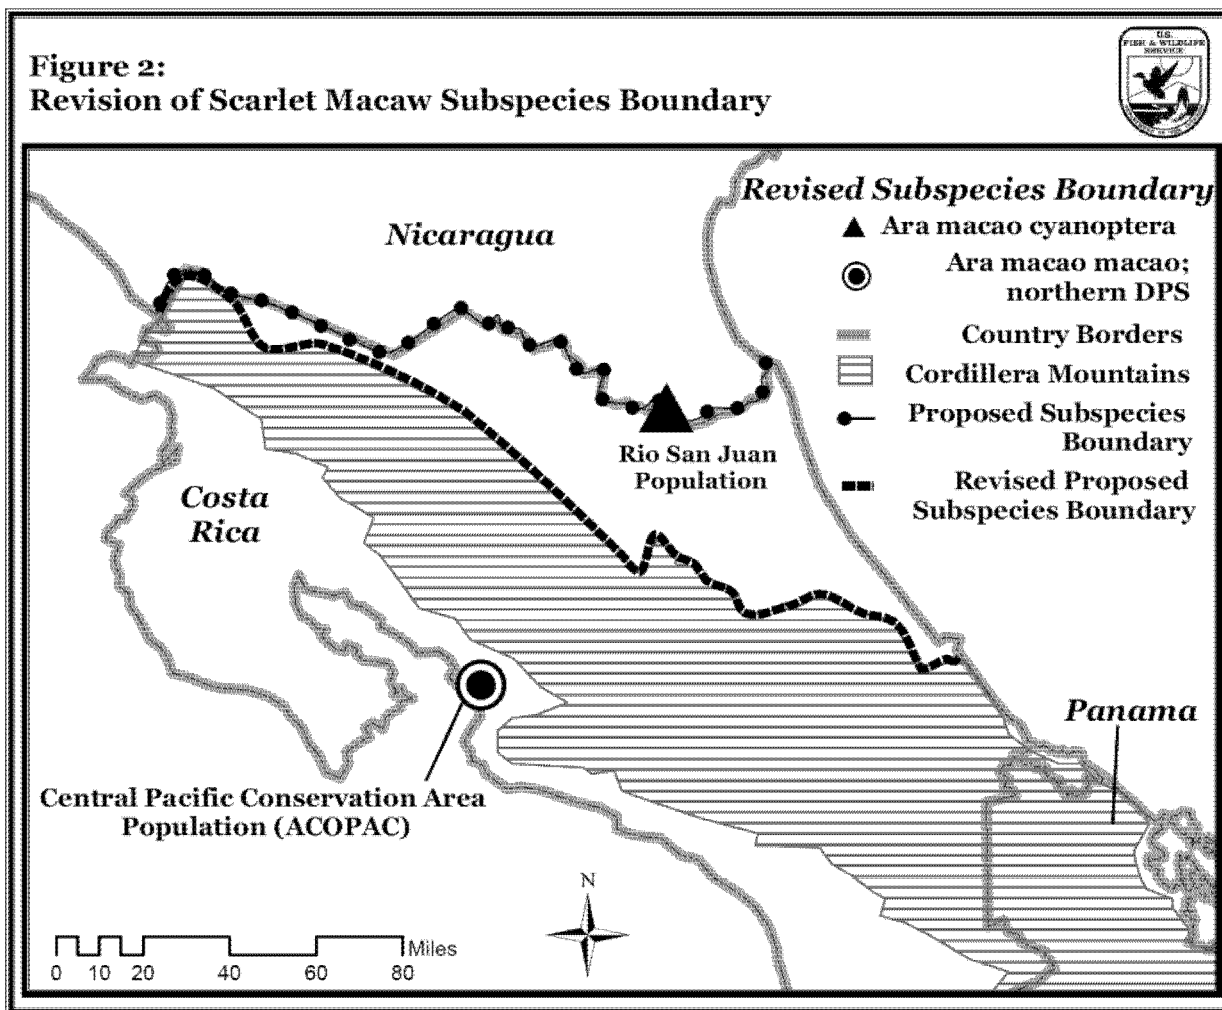 Figure 2:
Revision of Scarlet Macaw Subspecies Boundary
U.S.
FISH & WILDLIFE
SERVICE
Revised Subspecies Boundary
Ara macao cyanoptera
Ara macao macao;
northern DPS
Country Borders
Cordillera Mountains
Proposed Subspecies
Boundary
Revised Proposed
Subspecies Boundary
Nicaragua
Rio San Juan
Population
Costa
Rica
Panama
Central Pacific Conservation Area
Population (ACOPAC)
N
Miles
0 10 20 40 60 80